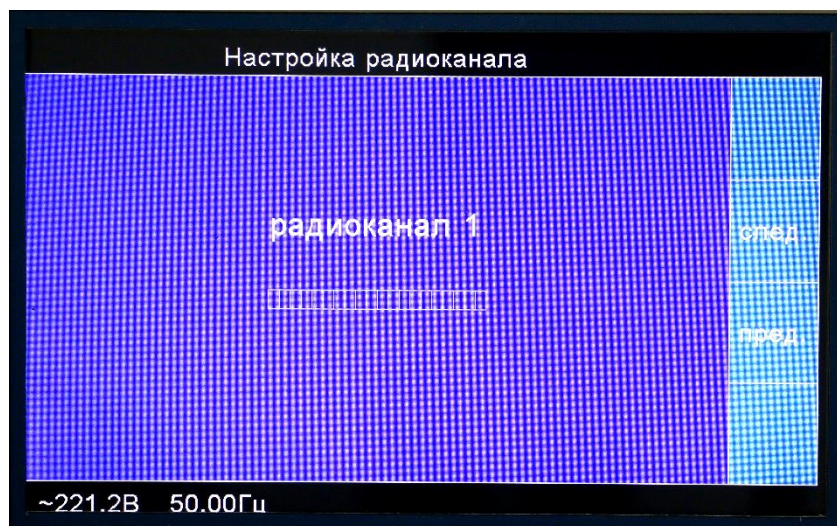 Настройка радиоканала
радиоканал 1
след.
пред.
~221.2В 50.00Гц